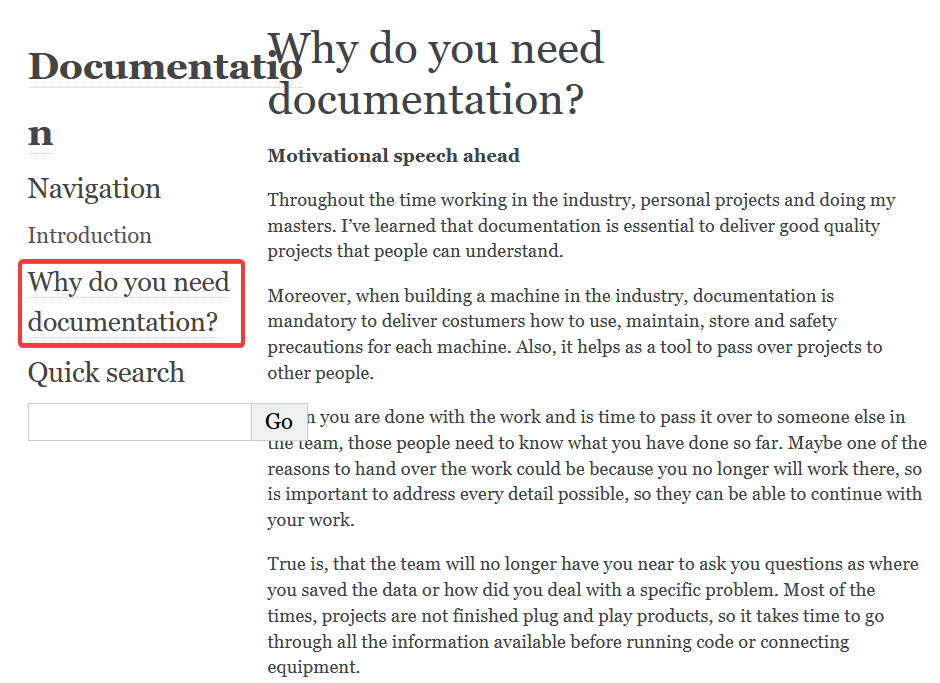 Documentatio
n
Navigation
Introduction
Why do you need
documentation?
Quick search
Go
Why do you need
documentation?
Motivational speech ahead
Throughout the time working in the industry, personal projects and doing my
masters. I’ve learned that documentation is essential to deliver good quality
projects that people can understand.
Moreover, when building a machine in the industry, documentation is
mandatory to deliver costumers how to use, maintain, store and safety
precautions for each machine. Also, it helps as a tool to pass over projects to
other people.
you are done with the work and is time to pass it over to someone else in
the team, those people need to know what you have done so far. Maybe one of the
reasons to hand over the work could be because you no longer will work there, so
is important to address every detail possible, so they can be able to continue with
your work.
True is, that the team will no longer have you near to ask you questions as where
you saved the data or how did you deal with a specific problem. Most of the
times, projects are not finished plug and play products, so it takes time to go
through all the information available before running code or connecting
equipment.